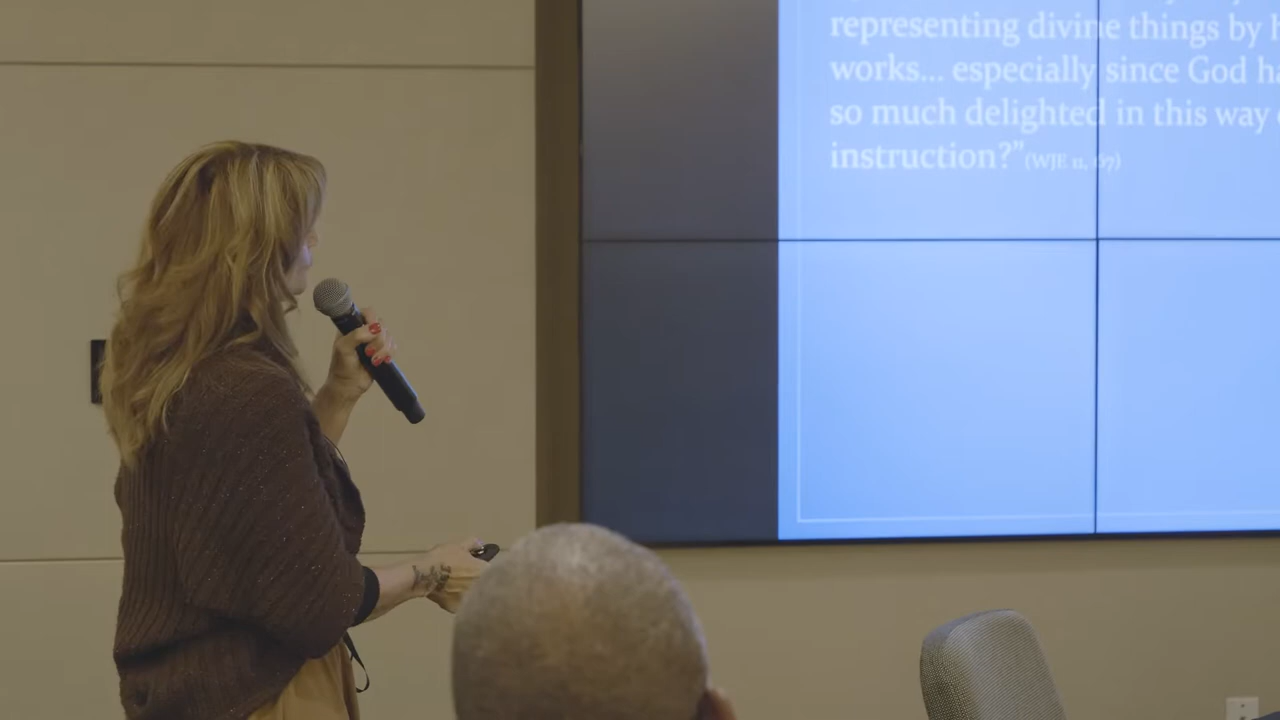 representing divine things by
works... especially since God
so much delighted in this way
instruction?” (WJE 11, 67)